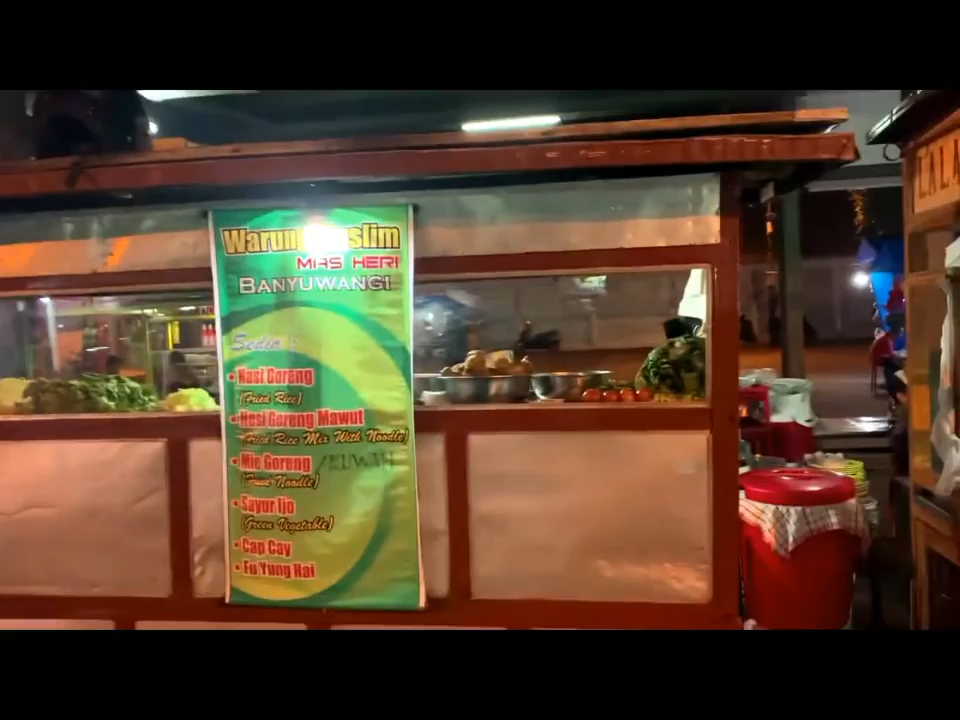 Warung Muslim
MAS HERI
BANYUWANGI
Sedia :
• Nasi Goreng
(Fried Rice)
• Nasi Goreng Mawut
(Fried Rice Mix With Noodle)
• Mie Goreng
(Fried Noodle)
• Sayur Ijo
(Green Vegetable)
• Cap Cay
• Fu Yung Hai
LALA